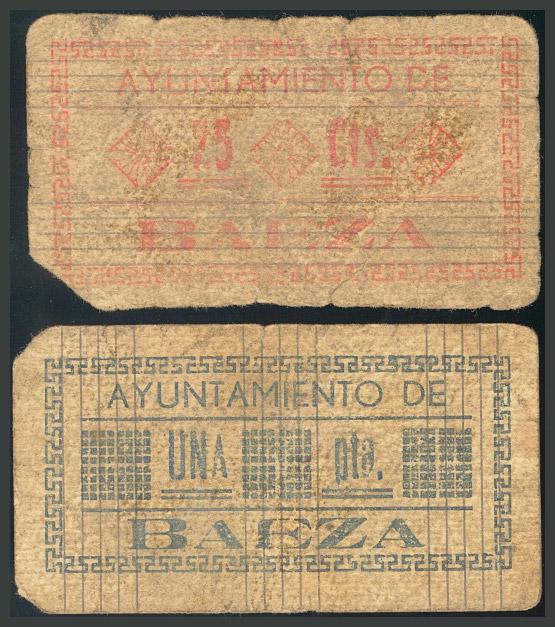 AYUNTAMIENTO DE
25 Cts.
BAEZA
AYUNTAMIENTO DE
UNA pta.
BAEZA